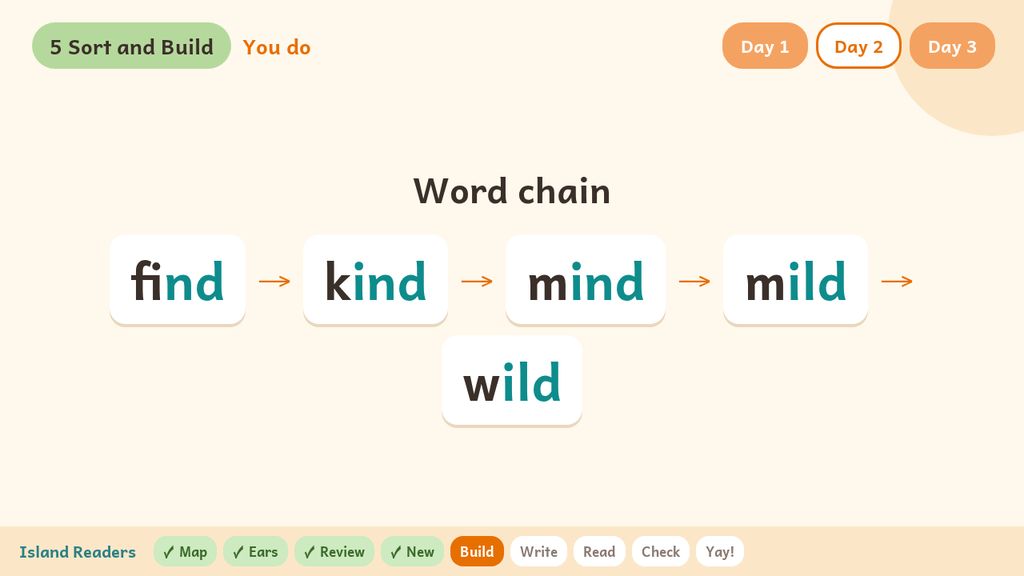 5 Sort and Build You do Day 1 Day 2 Day 3
Word chain
find → kind → mind → mild →
wild
Island Readers ✓ Map ✓ Ears ✓ Review ✓ New Build Write Read Check Yay!